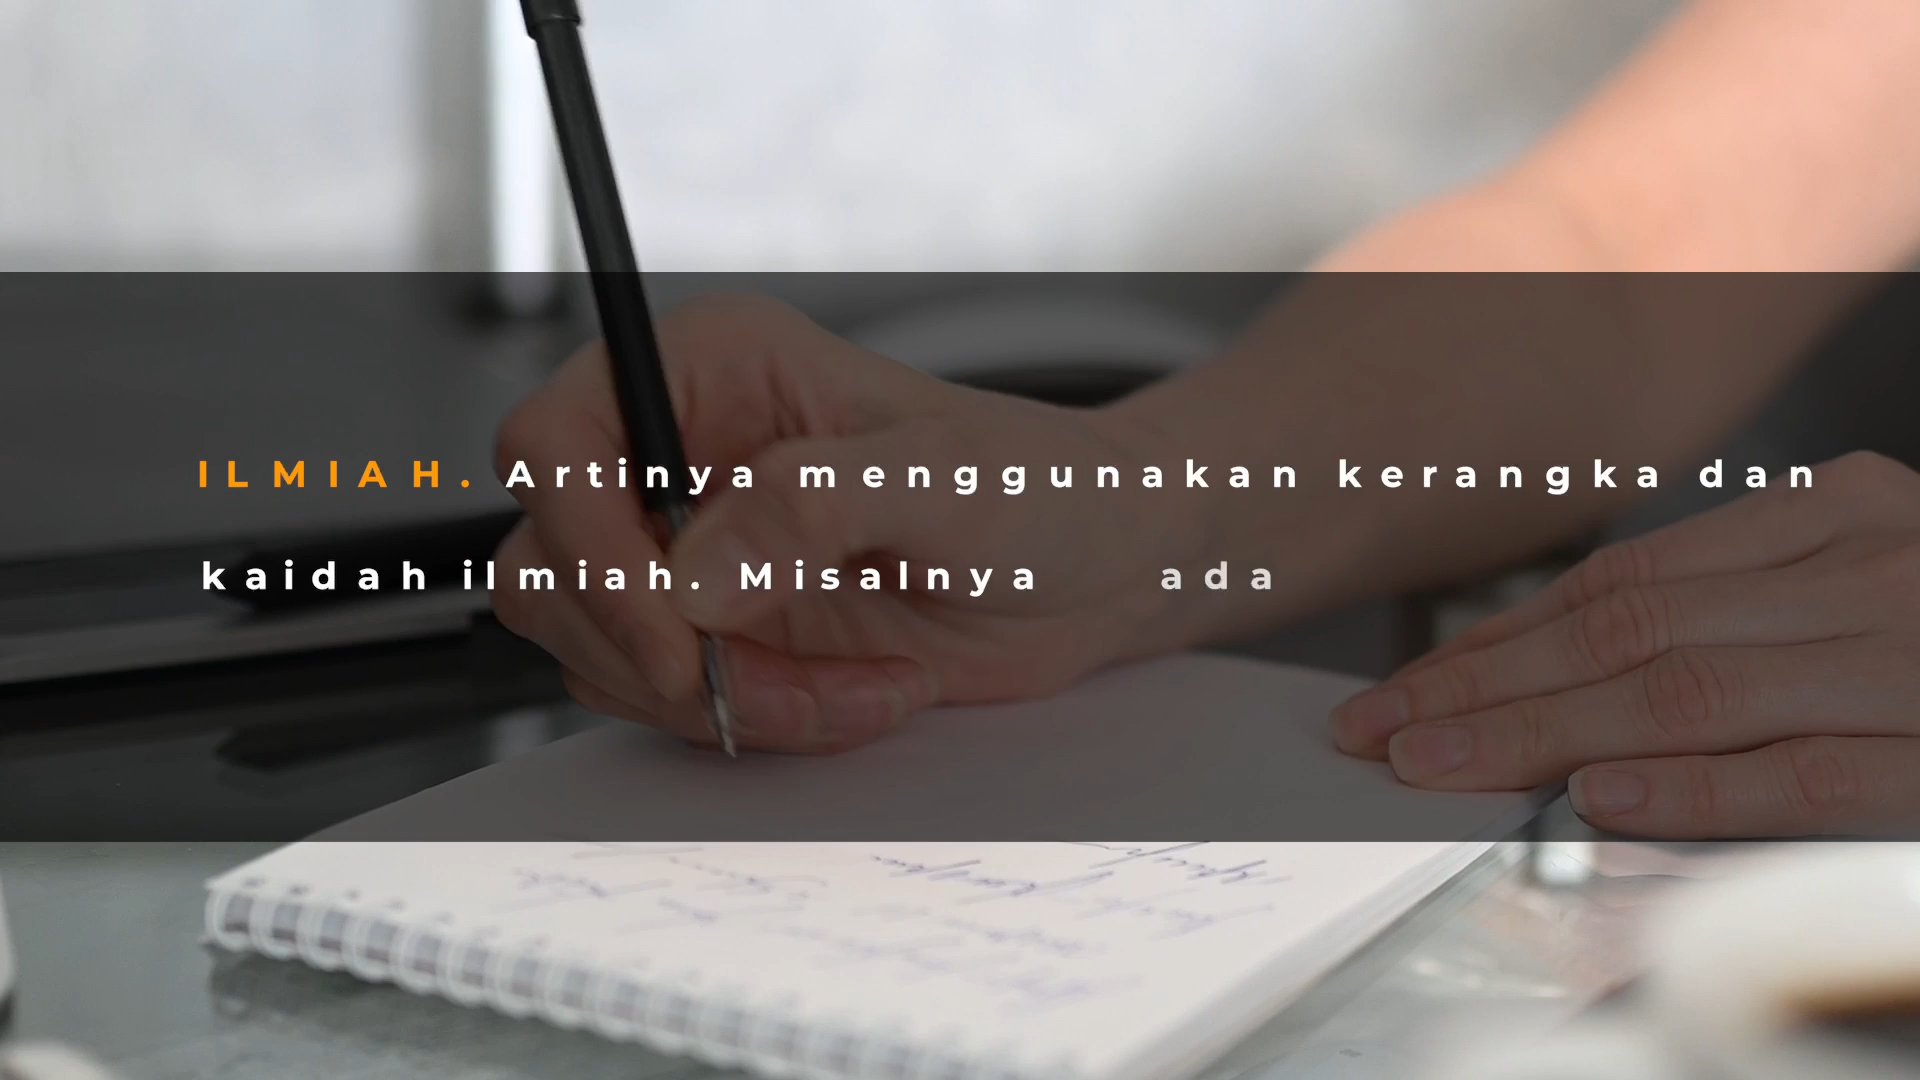 ILMIAH. Artinya menggunakan kerangka dan
kaidah ilmiah. Misalnya ada